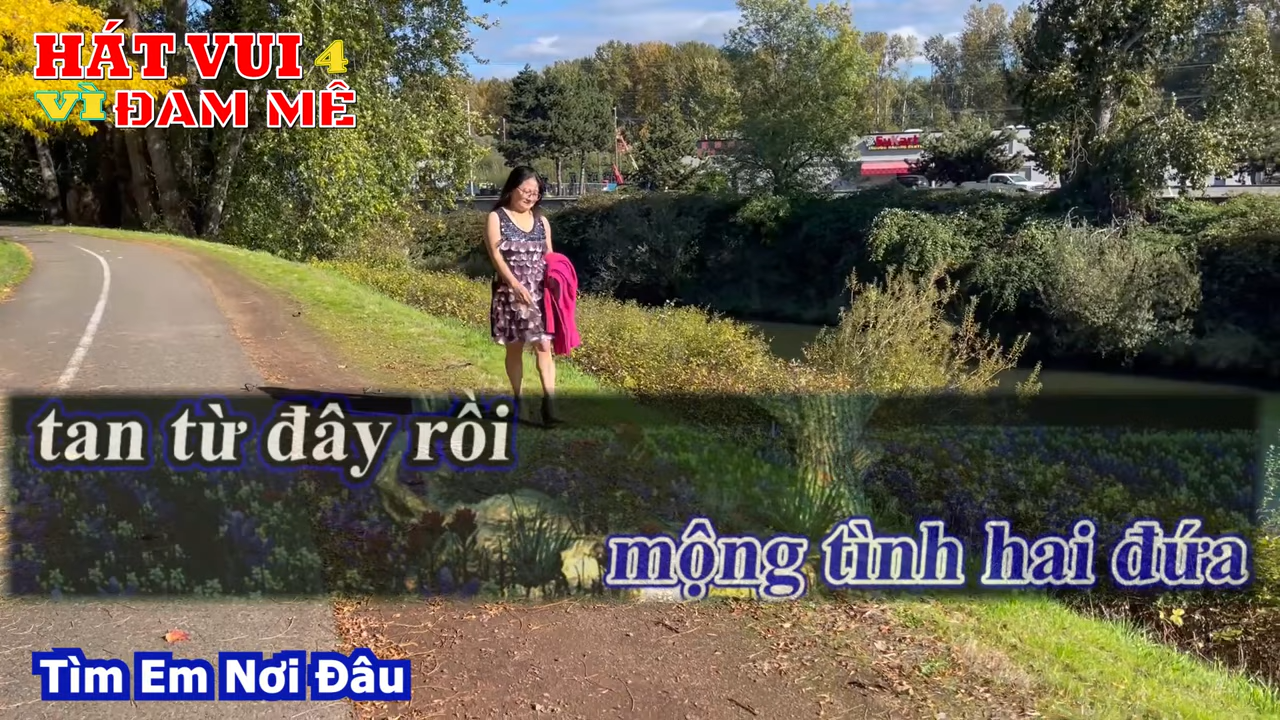 HÁT VUI 4
VÌ ĐAM MÊ
tan từ đây rồi
mộng tình hai đứa
Tìm Em Nơi Đâu